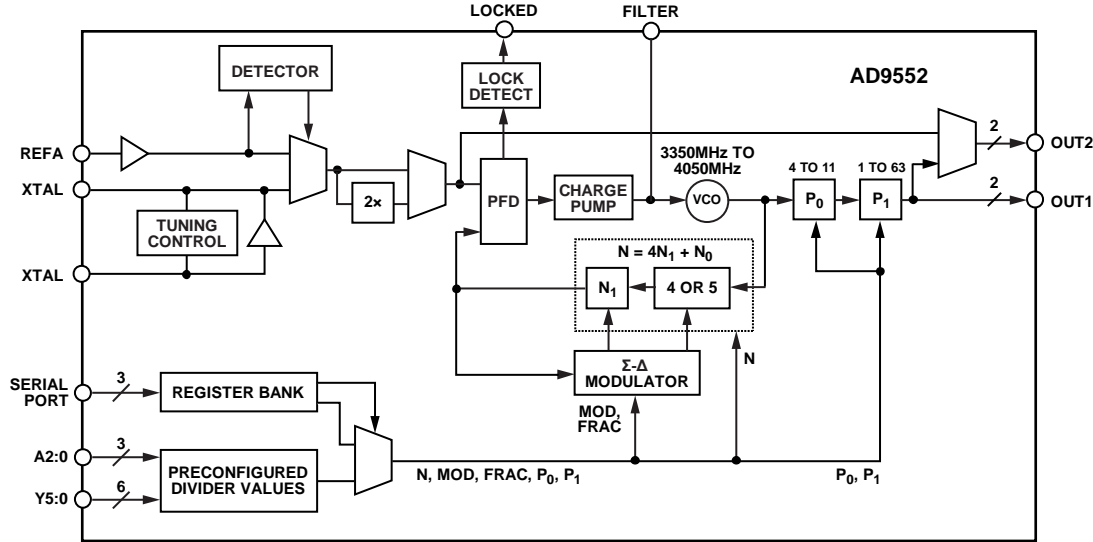 LOCKED
FILTER
DETECTOR
LOCK
DETECT
AD9552
REFA
3350MHz TO
4050MHz
4 TO 11
1 TO 63
2
OUT2
XTAL
2×
PFD
CHARGE
PUMP
VCO
P0
P1
2
OUT1
TUNING
CONTROL
XTAL
N = 4N1 + N0
N1
4 OR 5
N
Σ-Δ
MODULATOR
SERIAL
PORT
3
REGISTER BANK
MOD,
FRAC
A2:0
3
PRECONFIGURED
DIVIDER VALUES
N, MOD, FRAC, P0, P1
P0, P1
Y5:0
6